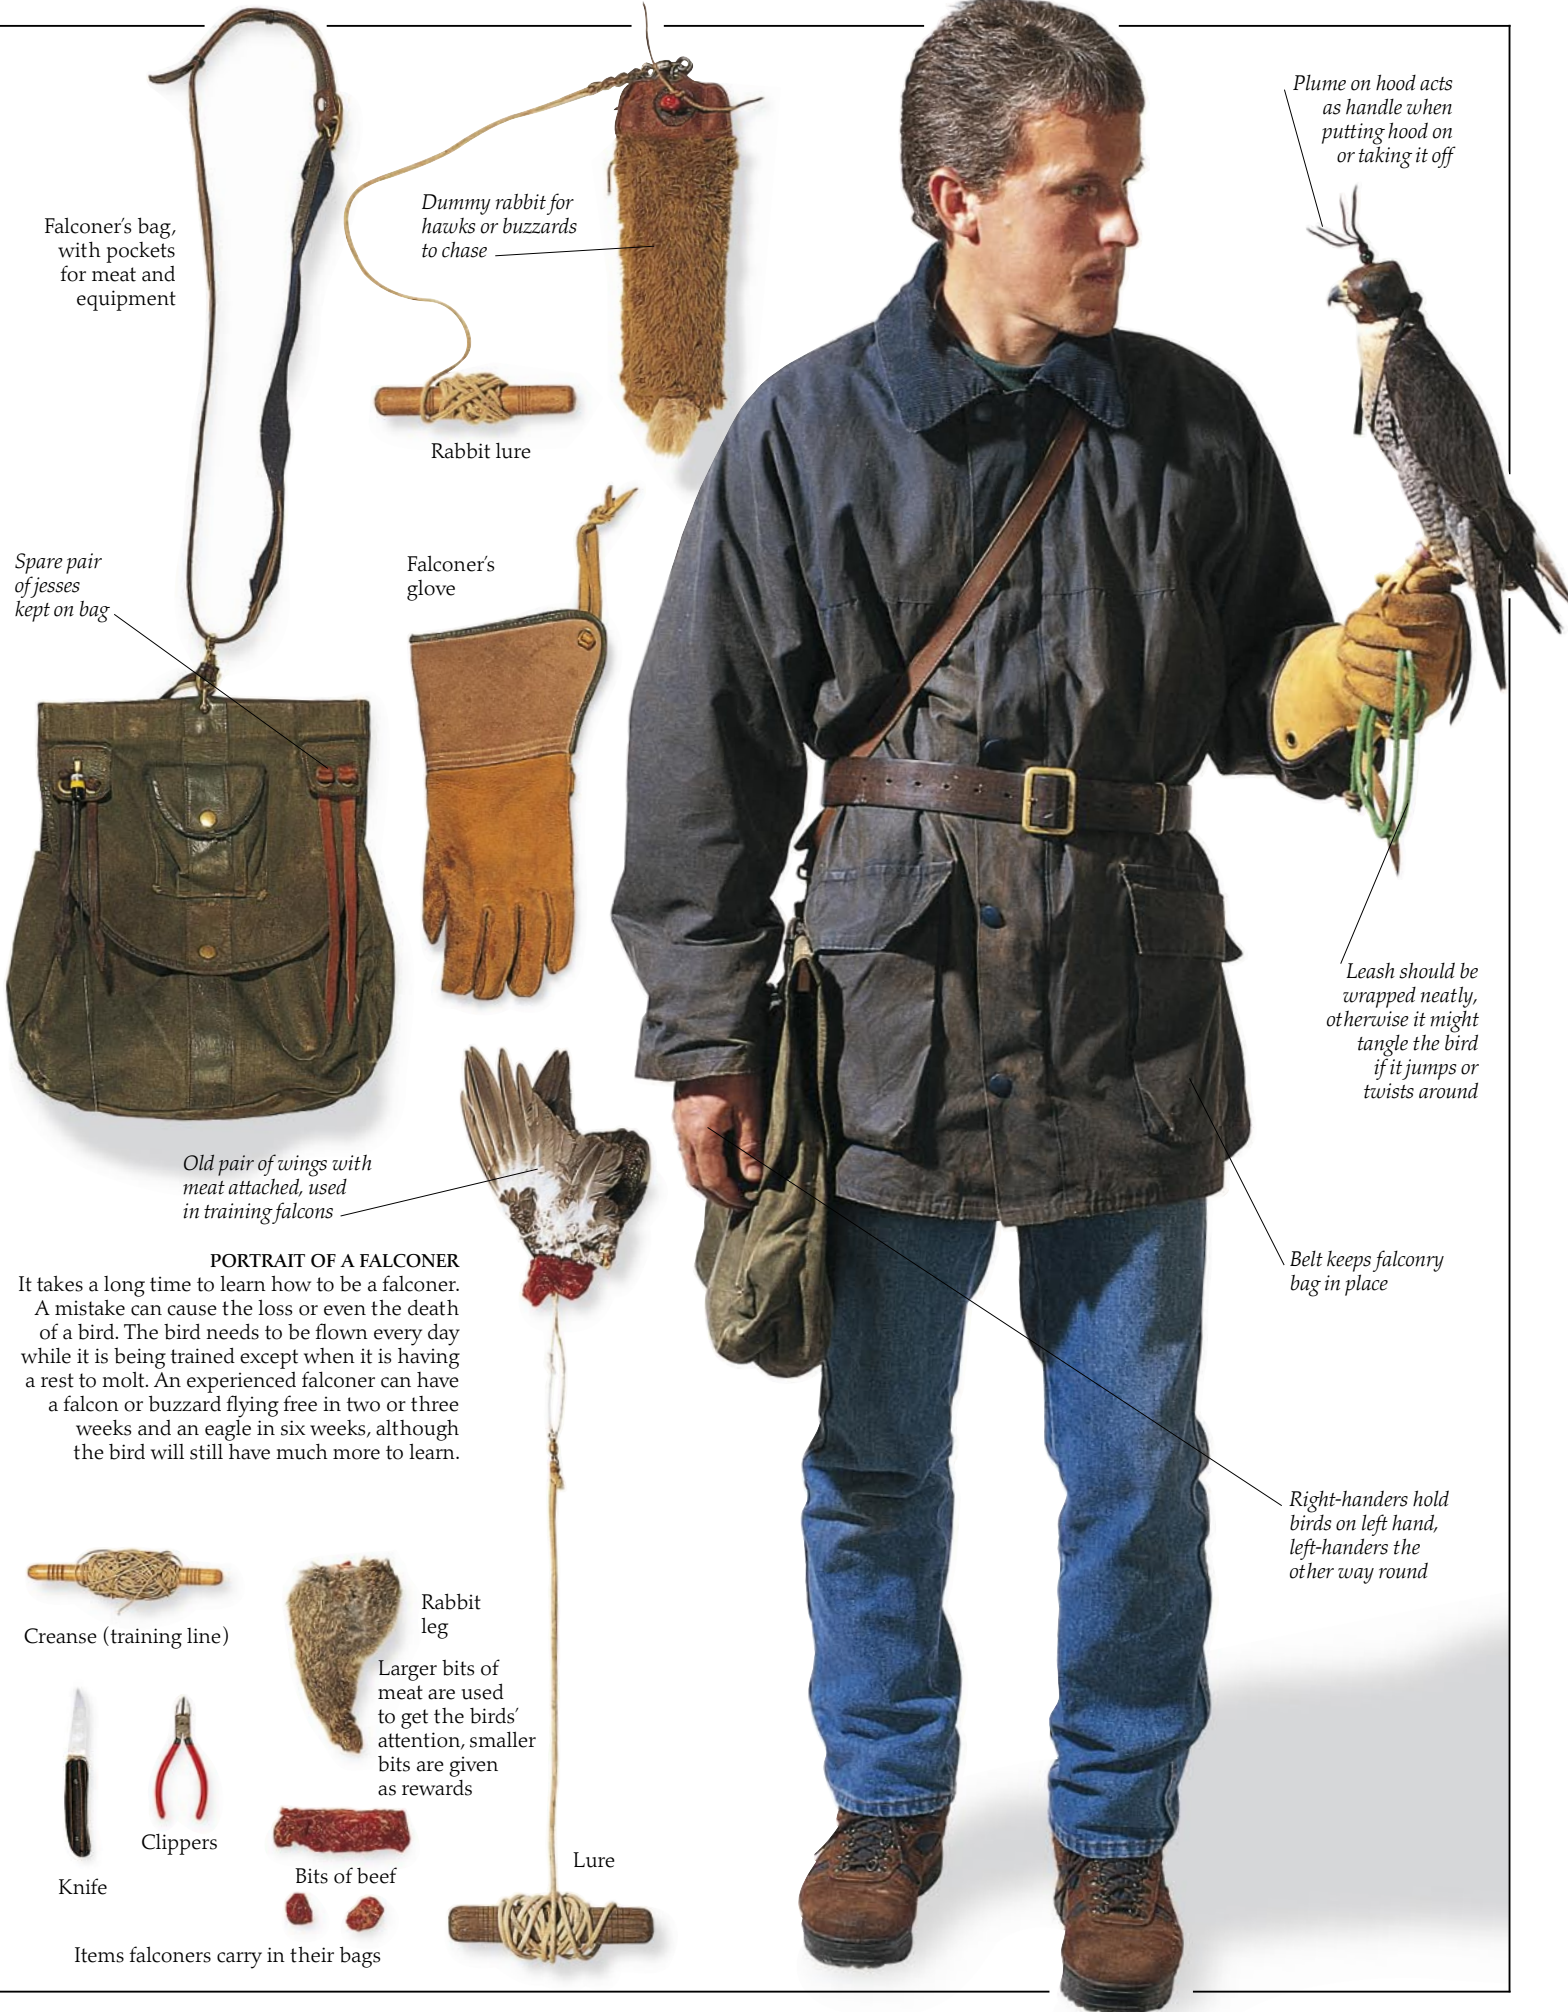 Plume on hood acts
as handle when
putting hood on
or taking it off
Falconer's bag,
with pockets
for meat and
equipment
Dummy rabbit for
hawks or buzzards
to chase
Rabbit lure
Spare pair
of jesses
kept on bag
Falconer's
glove
Leash should be
wrapped neatly,
otherwise it might
tangle the bird
if it jumps or
twists around
Old pair of wings with
meat attached, used
in training falcons
PORTRAIT OF A FALCONER
It takes a long time to learn how to be a falconer.
A mistake can cause the loss or even the death
of a bird. The bird needs to be flown every day
while it is being trained except when it is having
a rest to molt. An experienced falconer can have
a falcon or buzzard flying free in two or three
weeks and an eagle in six weeks, although
the bird will still have much more to learn.
Belt keeps falconry
bag in place
Right-handers hold
birds on left hand,
left-handers the
other way round
Creanse (training line)
Rabbit
leg
Larger bits of
meat are used
to get the birds'
attention, smaller
bits are given
as rewards
Knife
Clippers
Bits of beef
Lure
Items falconers carry in their bags